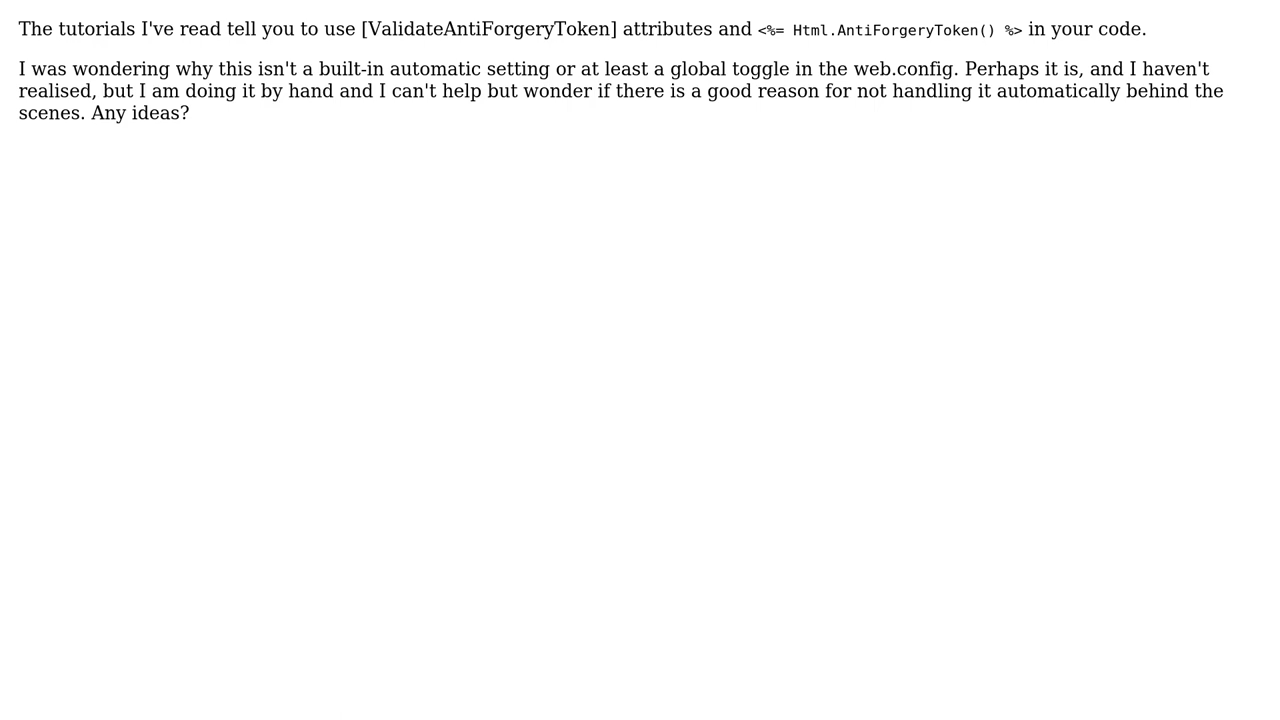 The tutorials I've read tell you to use [ValidateAntiForgeryToken] attributes and <%= Html.AntiForgeryToken() %> in your code.
I was wondering why this isn't a built-in automatic setting or at least a global toggle in the web.config. Perhaps it is, and I haven't
realised, but I am doing it by hand and I can't help but wonder if there is a good reason for not handling it automatically behind the
scenes. Any ideas?